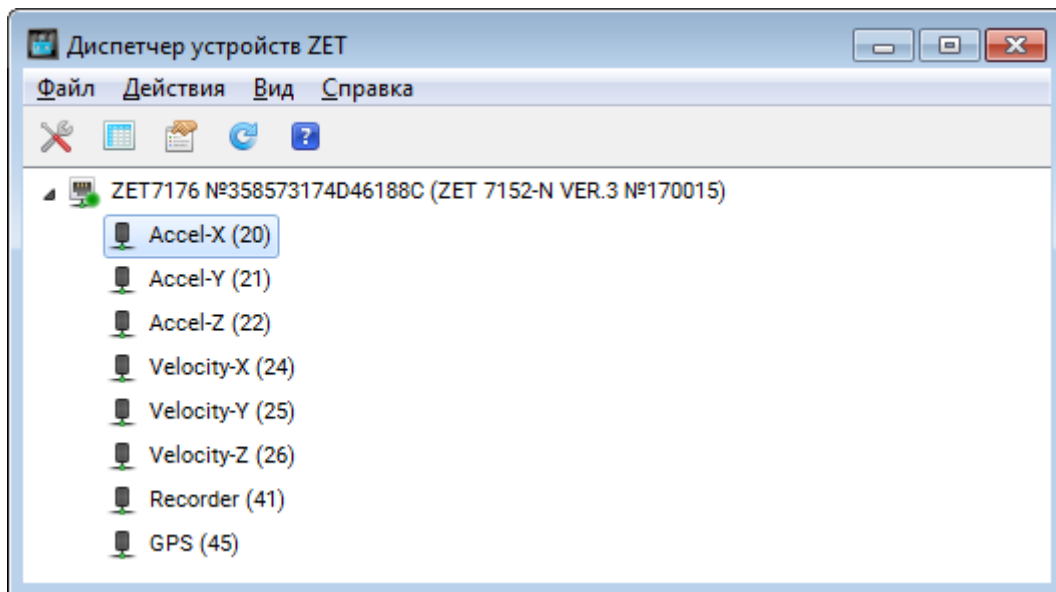 Диспетчер устройств ZET
Файл Действия Вид Справка
ZET7176 №358573174D46188C (ZET 7152-N VER.3 №170015)
Accel-X (20)
Accel-Y (21)
Accel-Z (22)
Velocity-X (24)
Velocity-Y (25)
Velocity-Z (26)
Recorder (41)
GPS (45)